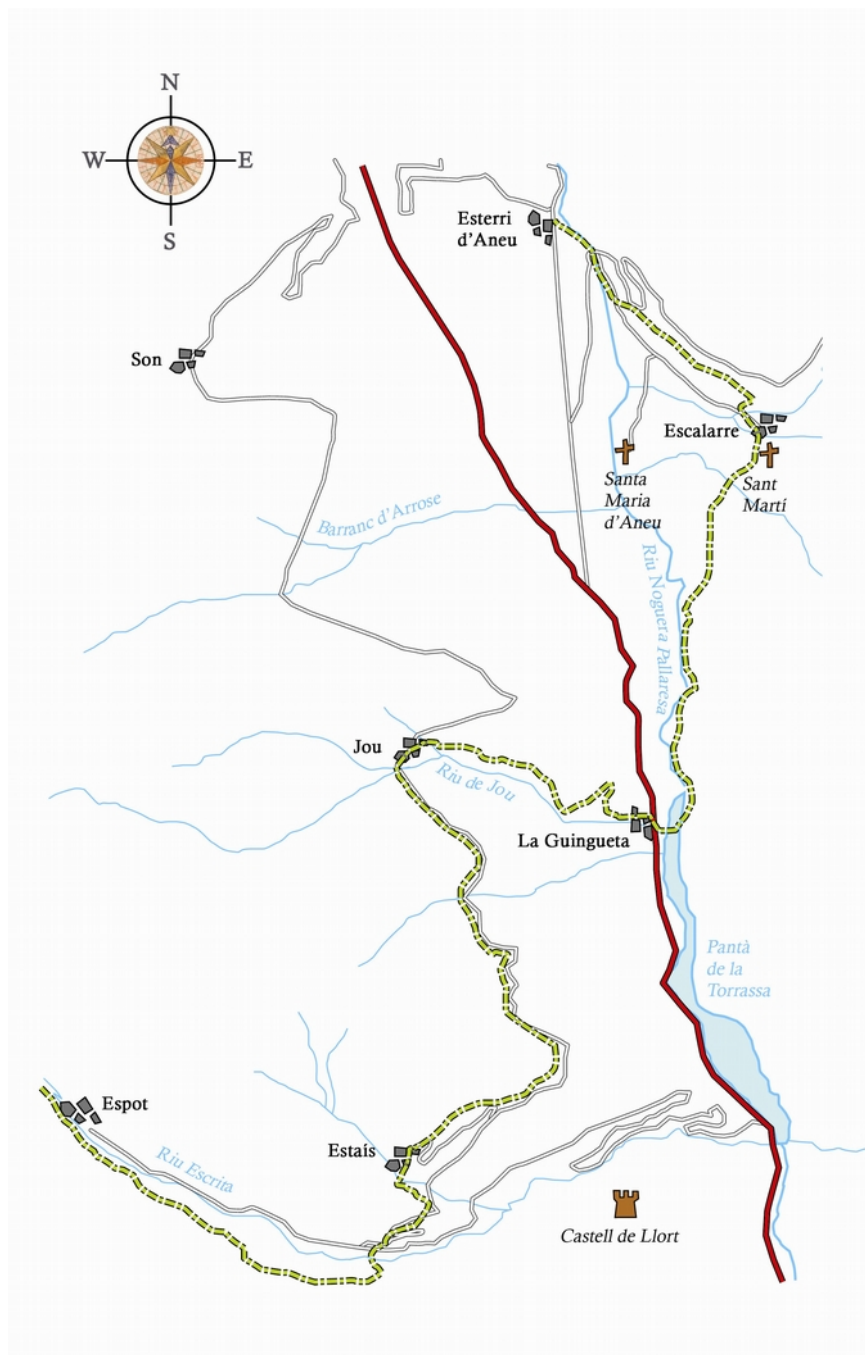 N
W
E
S
Esterri
d'Aneu
Son
Escalarre
Santa
Maria
d'Aneu
Sant
Martí
Barranc d'Arrose
Riu Noguera Pallaresa
Jou
Riu de Jou
La Guingueta
Pantà
de la
Torrassa
Espot
Estaís
Riu Escrita
Castell de Llort